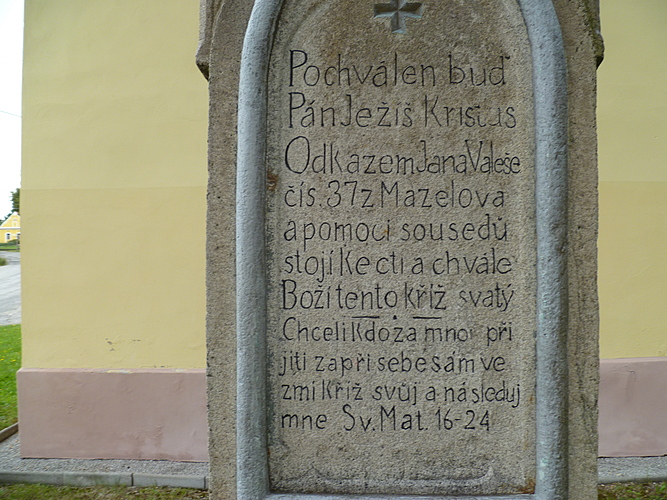 Pochválen buď
Pán Ježíš Kristus
Odkazem Jana Valeše
čís. 37 z Mazelova
a pomoci sousedů
stojí Ke cti a chvále
Boží tento kříž svatý
Chceli Kdo za mno při
jíti zapři sebe sám ve
zmi Kříž svůj a následuj
mne Sv. Mat. 16-24